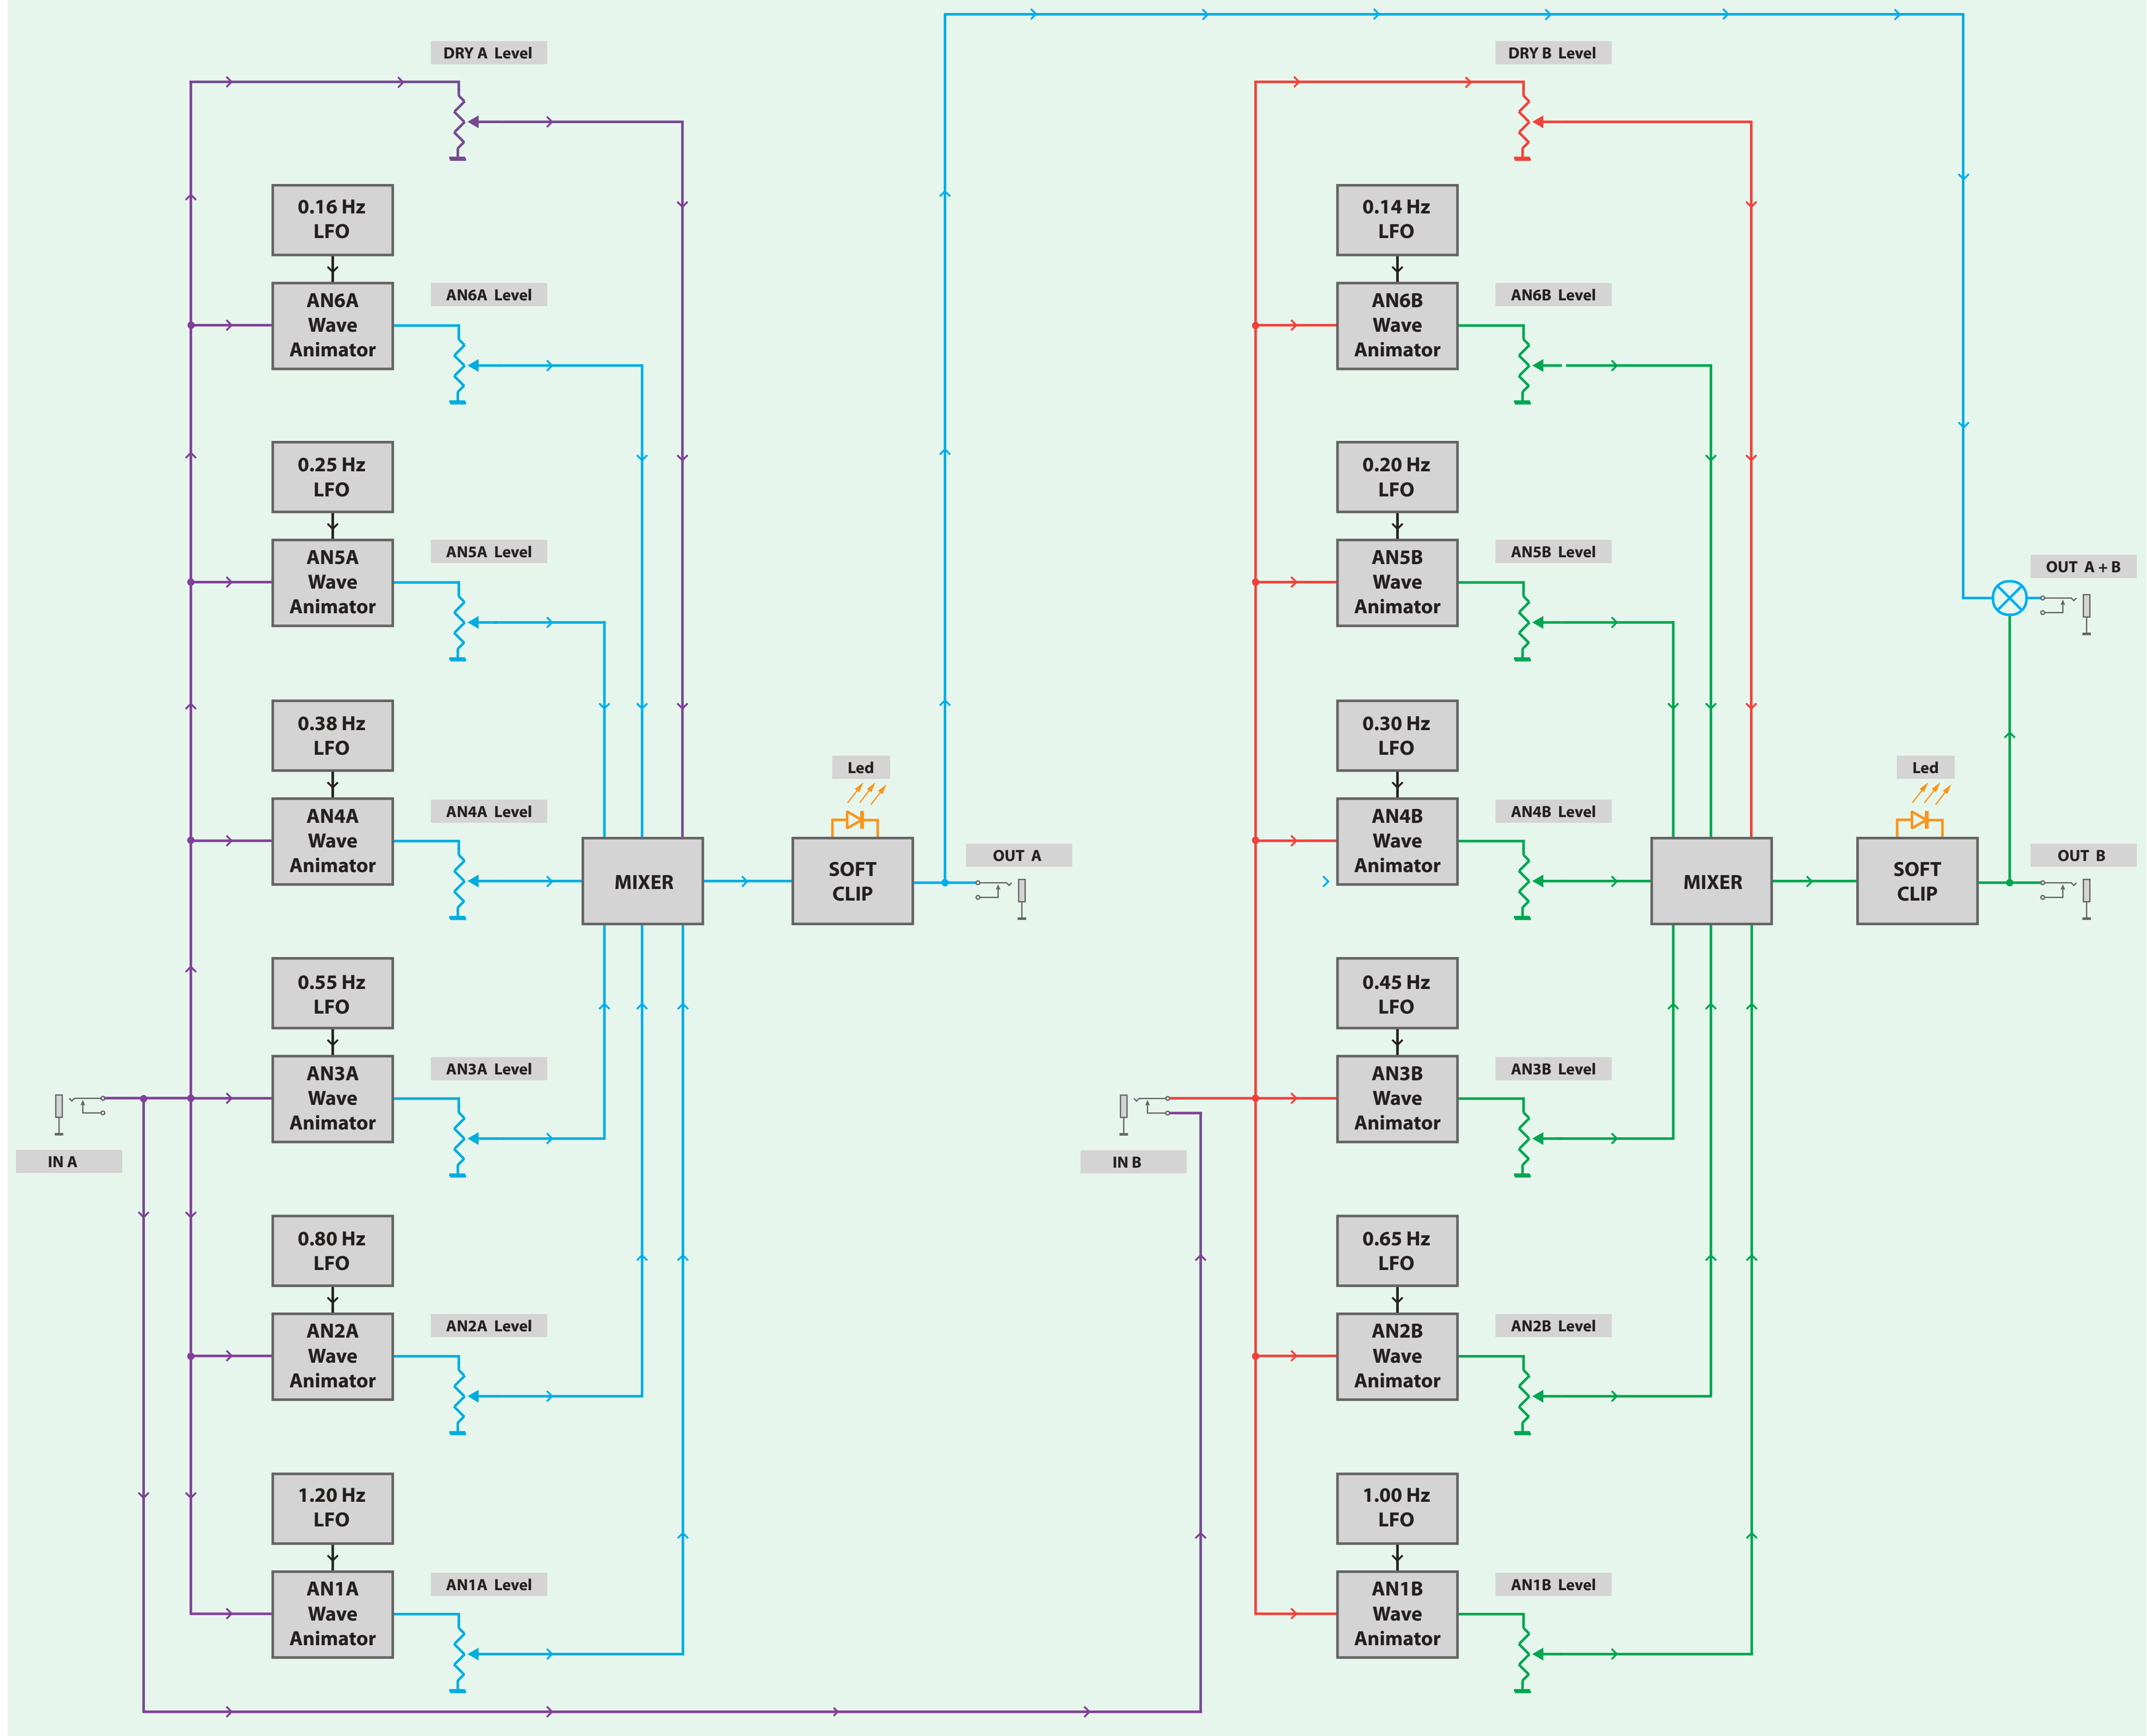 DRY A Level
0.16 Hz
LFO
AN6A
Wave
Animator
AN6A Level
0.25 Hz
LFO
AN5A
Wave
Animator
AN5A Level
0.38 Hz
LFO
AN4A
Wave
Animator
AN4A Level
MIXER
Led
SOFT
CLIP
OUT A
0.55 Hz
LFO
AN3A
Wave
Animator
AN3A Level
IN A
0.80 Hz
LFO
AN2A
Wave
Animator
AN2A Level
1.20 Hz
LFO
AN1A
Wave
Animator
AN1A Level
DRY B Level
0.14 Hz
LFO
AN6B
Wave
Animator
AN6B Level
0.20 Hz
LFO
AN5B
Wave
Animator
AN5B Level
OUT A + B
0.30 Hz
LFO
AN4B
Wave
Animator
AN4B Level
MIXER
Led
SOFT
CLIP
OUT B
0.45 Hz
LFO
AN3B
Wave
Animator
AN3B Level
IN B
0.65 Hz
LFO
AN2B
Wave
Animator
AN2B Level
1.00 Hz
LFO
AN1B
Wave
Animator
AN1B Level